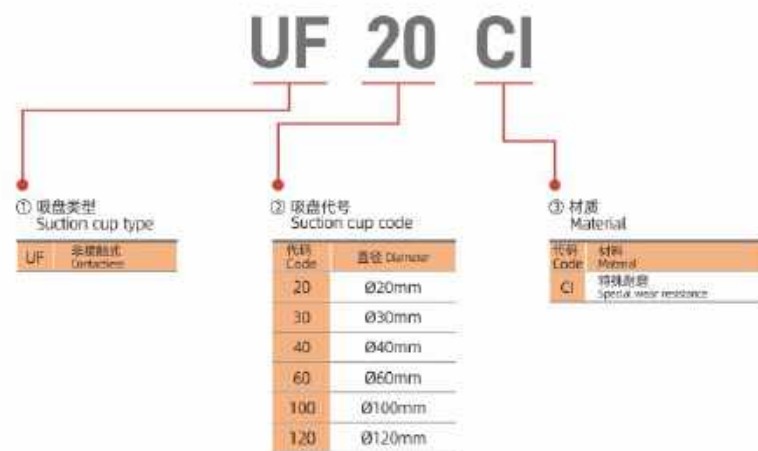 UF 20 CI
① 吸盘类型
Suction cup type
UF 非接触式
Contactless
② 吸盘代号
Suction cup code
代码 直径 Diameter
Code
20 Ø20mm
30 Ø30mm
40 Ø40mm
60 Ø60mm
100 Ø100mm
120 Ø120mm
③ 材质
Material
代码 材料
Code Material
CI 特殊耐磨
Special wear resistance